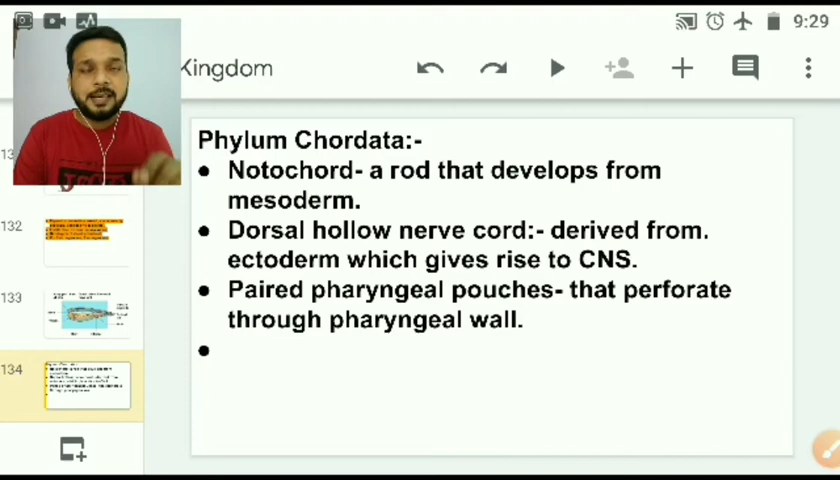 9:29
Kingdom
Phylum Chordata:-
● Notochord- a rod that develops from
mesoderm.
● Dorsal hollow nerve cord:- derived from.
ectoderm which gives rise to CNS.
● Paired pharyngeal pouches- that perforate
through pharyngeal wall.
●
132
133
134